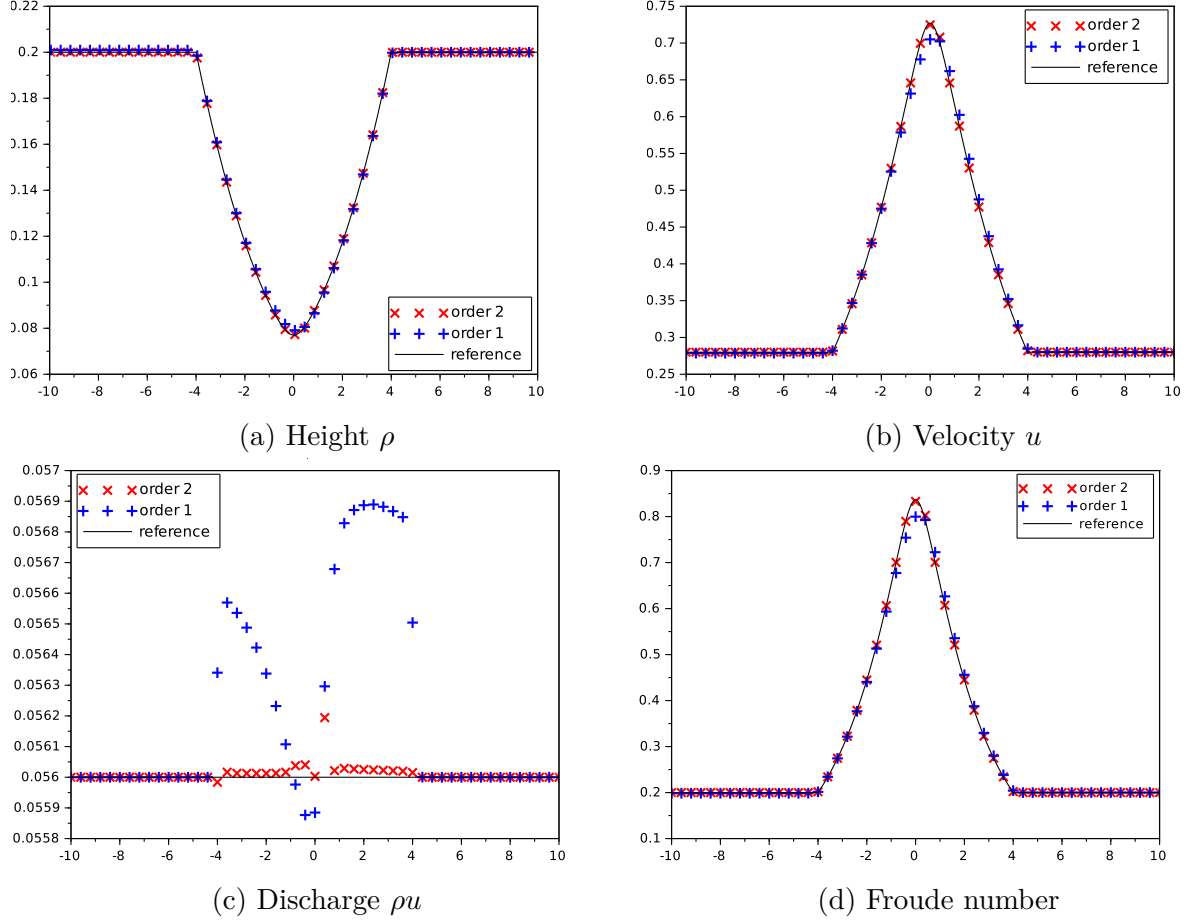 0.2
0.18
0.16
0.14
0.12
0.1
0.08
0.06
-10 -8 -6 -4 -2 0 2 4 6 8 10
order 2
order 1
reference
(a) Height ρ
0.75
0.7
0.65
0.6
0.55
0.5
0.45
0.4
0.35
0.3
0.25
-10 -8 -6 -4 -2 0 2 4 6 8 10
order 2
order 1
reference
(b) Velocity u
0.057
0.0569
0.0568
0.0567
0.0566
0.0565
0.0564
0.0563
0.0562
0.0561
0.056
0.0559
0.0558
-10 -8 -6 -4 -2 0 2 4 6 8 10
order 2
order 1
reference
(c) Discharge ρu
0.9
0.8
0.7
0.6
0.5
0.4
0.3
0.2
0.1
-10 -8 -6 -4 -2 0 2 4 6 8 10
order 2
order 1
reference
(d) Froude number